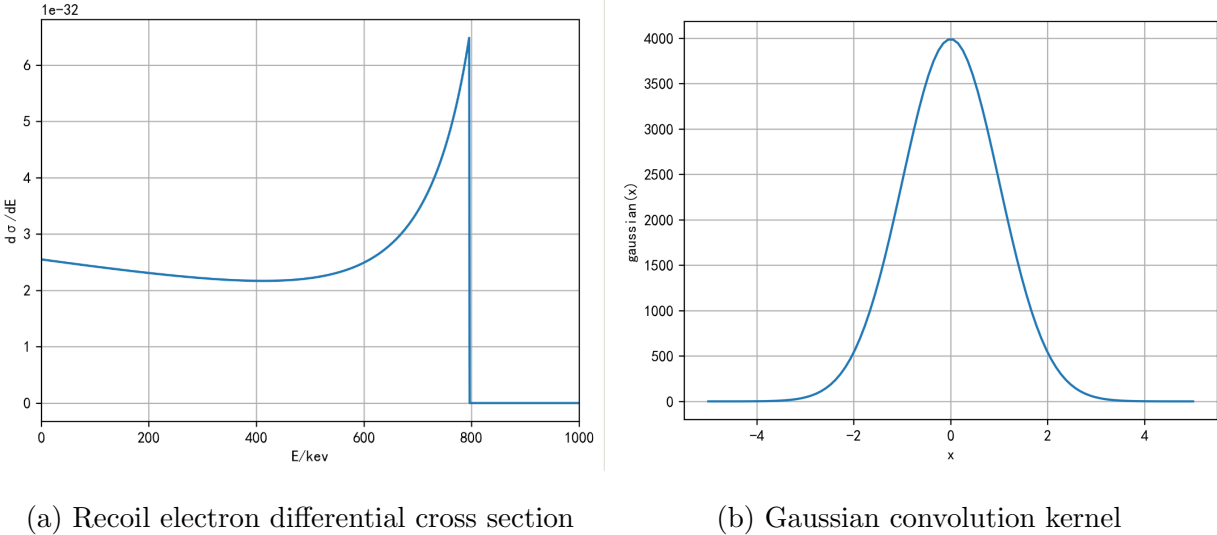 1e-32
6
5
4
3
2
1
0
dσ/dE
0 200 400 600 800 1000
E/kev
4000
3500
3000
2500
2000
1500
1000
500
0
gaussian(x)
−4 −2 0 2 4
x
(a) Recoil electron differential cross section
(b) Gaussian convolution kernel